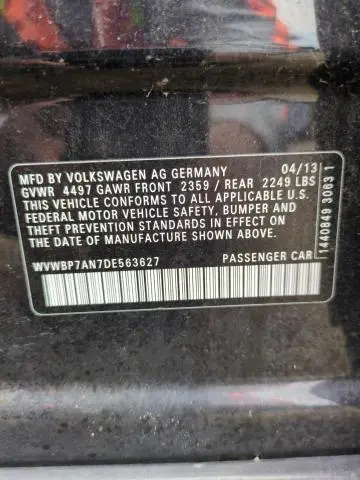 MFD BY VOLKSWAGEN AG GERMANY 04/13
GVWR 4497 GAWR FRONT 2359 / REAR 2249 LBS
THIS VEHICLE CONFORMS TO ALL APPLICABLE U.S.
FEDERAL MOTOR VEHICLE SAFETY, BUMPER AND
THEFT PREVENTION STANDARDS IN EFFECT ON
DATE OF MANUFACTURE SHOWN ABOVE.
WVWBP7AN7DE563627 PASSENGER CAR
1440849 3063 1